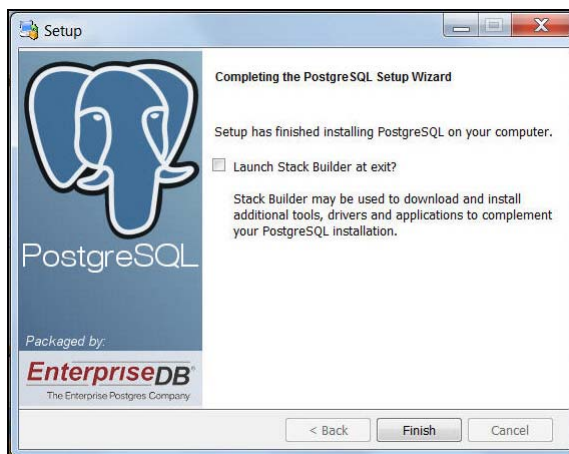 Setup
Completing the PostgreSQL Setup Wizard
Setup has finished installing PostgreSQL on your computer.
Launch Stack Builder at exit?
Stack Builder may be used to download and install
additional tools, drivers and applications to complement
your PostgreSQL installation.
PostgreSQL
Packaged by:
EnterpriseDB
The Enterprise Postgres Company
< Back
Finish
Cancel